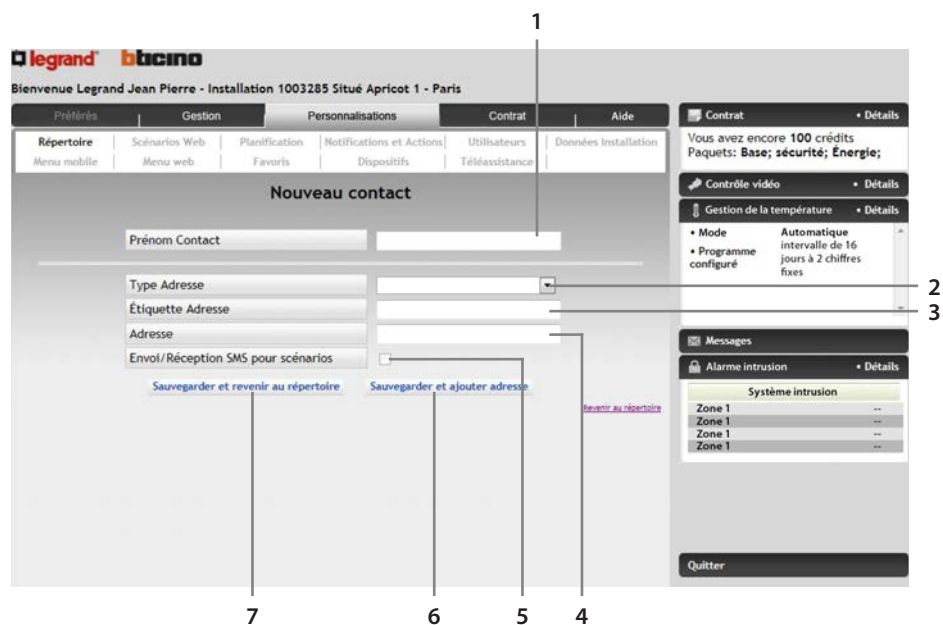 1
legrand bticino
Bienvenue Legrand Jean Pierre - Installation 1003285 Situé Apricot 1 - Paris
Préférés Gestion Personnalisations Contrat Aide
Répertoire Scénarios Web Planification Notifications et Actions Utilisateurs Données Installation
Menu mobile Menu web Favoris Dispositifs Téléassistance
Nouveau contact
Prénom Contact
Type Adresse
Étiquette Adresse
Adresse
Envoi/Réception SMS pour scénarios
Sauvegarder et revenir au répertoire Sauvegarder et ajouter adresse
Revenir au répertoire
Contrat • Détails
Vous avez encore 100 crédits
Paquets: Base; sécurité; Énergie;
Contrôle vidéo • Détails
Gestion de la température • Détails
• Mode Automatique
• Programme configuré intervalle de 16 jours à 2 chiffres fixes
Messages
Alarme intrusion • Détails
Système intrusion
Zone 1 --
Zone 1 --
Zone 1 --
Zone 1 --
Quitter
2
3
7 6 5 4